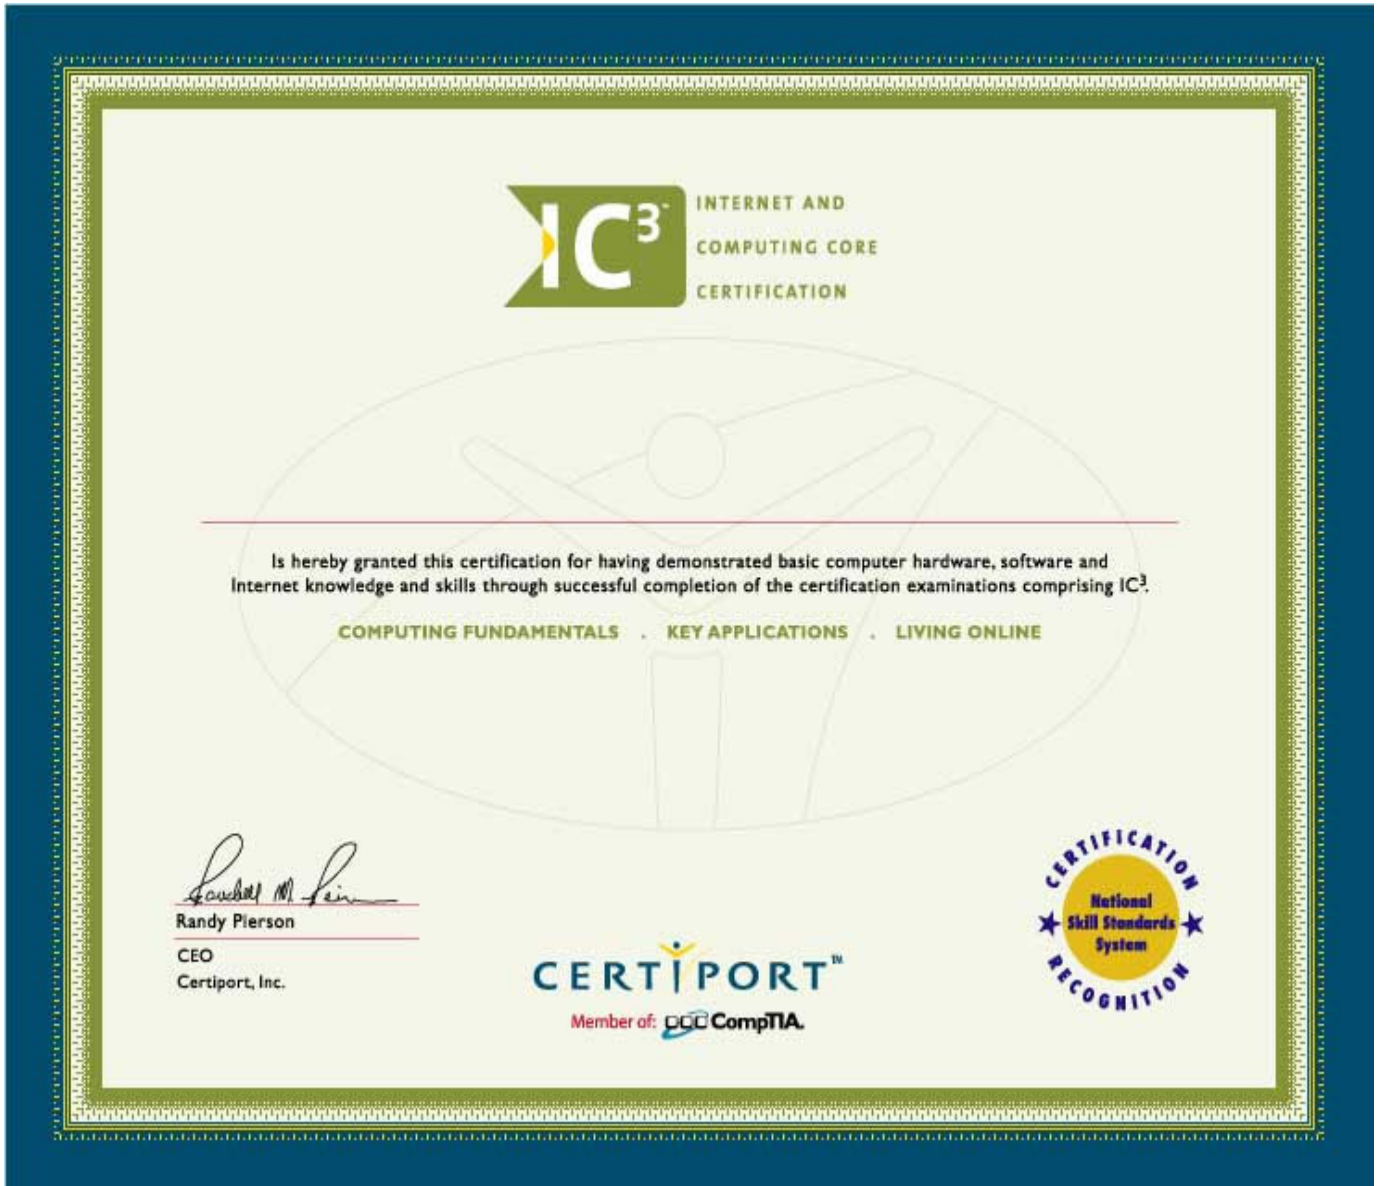 IC³™
INTERNET AND
COMPUTING CORE
CERTIFICATION
Is hereby granted this certification for having demonstrated basic computer hardware, software and
Internet knowledge and skills through successful completion of the certification examinations comprising IC³.
COMPUTING FUNDAMENTALS . KEY APPLICATIONS . LIVING ONLINE
Randy Pierson
CEO
Certiport, Inc.
CERTIPORT™
Member of: CompTIA.
CERTIFICATION
National
Skill Standards
System
RECOGNITION